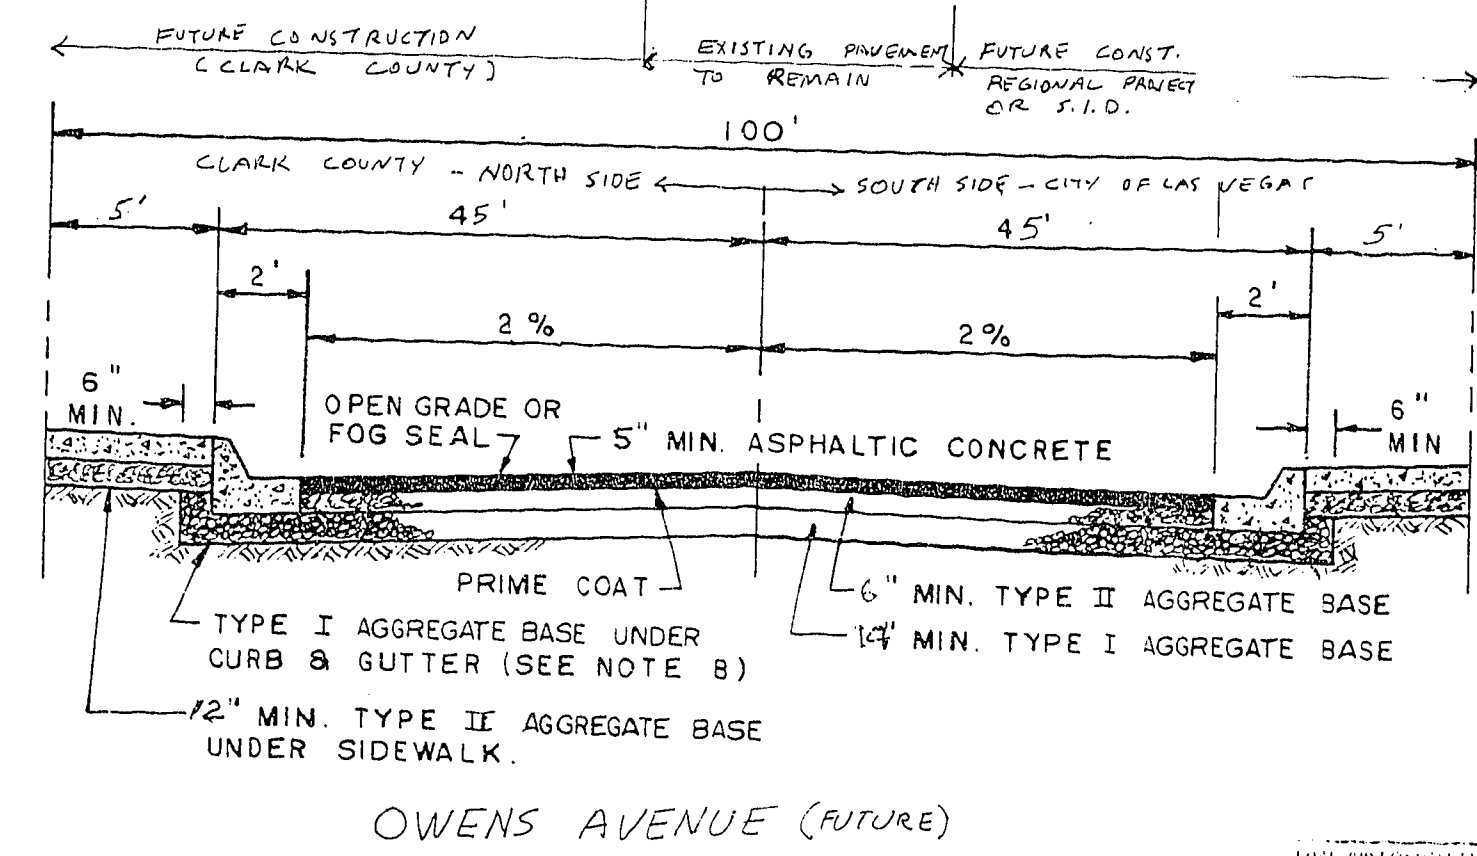 FUTURE CONSTRUCTION
(CLARK COUNTY)
EXISTING PAVEMENT
TO REMAIN
FUTURE CONST.
REGIONAL PROJECT
OR S.I.D.
100'
CLARK COUNTY - NORTH SIDE
SOUTH SIDE - CITY OF LAS VEGAS
5'
45'
45'
5'
2'
2'
2%
2%
6"
MIN.
OPEN GRADE OR
FOG SEAL
5" MIN. ASPHALTIC CONCRETE
6"
MIN
PRIME COAT
6" MIN. TYPE II AGGREGATE BASE
MIN. TYPE I AGGREGATE BASE
TYPE I AGGREGATE BASE UNDER
CURB & GUTTER (SEE NOTE 8)
12" MIN. TYPE II AGGREGATE BASE
UNDER SIDEWALK.
OWENS AVENUE (FUTURE)